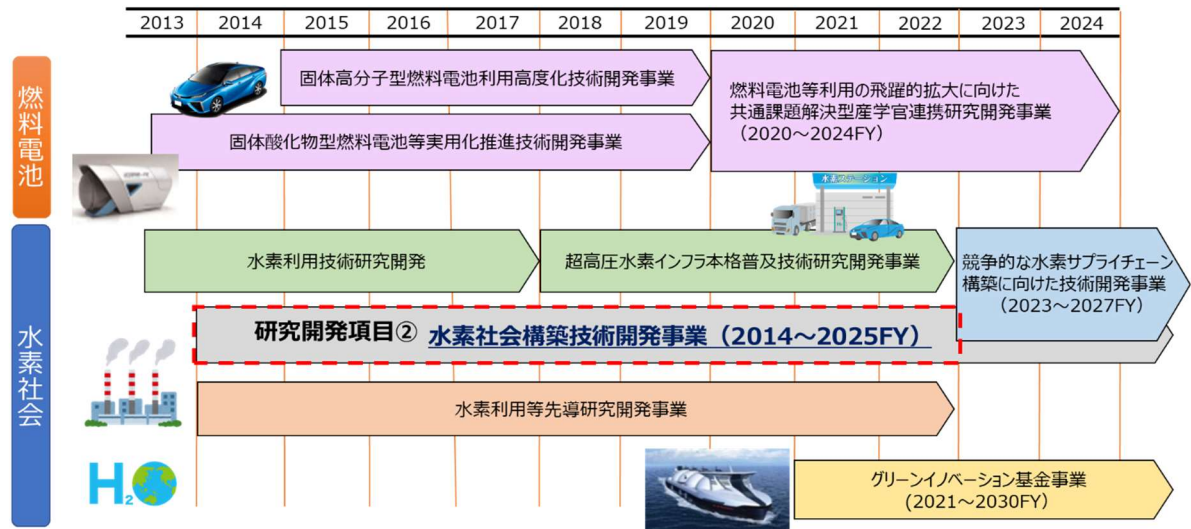 2013 2014 2015 2016 2017 2018 2019 2020 2021 2022 2023 2024
燃料電池
固体高分子型燃料電池利用高度化技術開発事業
固体酸化物型燃料電池等実用化推進技術開発事業
燃料電池等利用の飛躍的拡大に向けた
共通課題解決型産学官連携研究開発事業
(2020～2024FY)
水素ステーション
水素社会
水素利用技術研究開発
超高圧水素インフラ本格普及技術研究開発事業
競争的な水素サプライチェーン
構築に向けた技術開発事業
(2023～2027FY)
研究開発項目② 水素社会構築技術開発事業（2014～2025FY）
水素利用等先導研究開発事業
H2
グリーンイノベーション基金事業
(2021～2030FY)